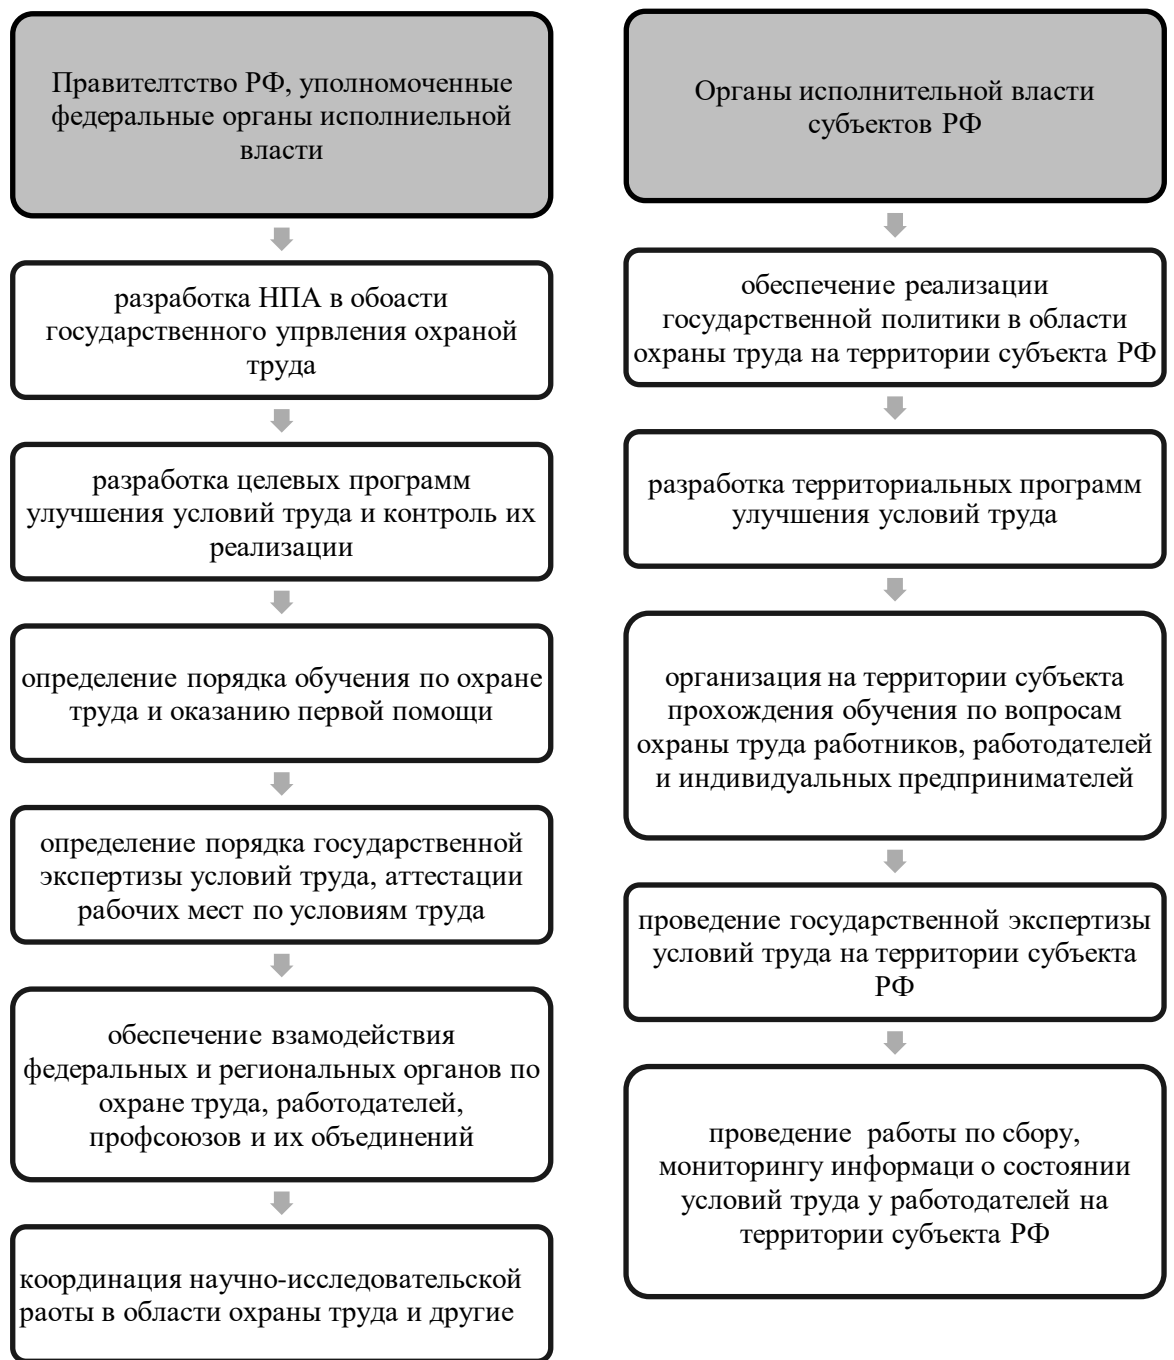 Правителтство РФ, уполномоченные
федеральные органы исполниельной
власти
разработка НПА в обоасти
государственного упрвления охраной
труда
разработка целевых программ
улучшения условий труда и контроль их
реализации
определение порядка обучения по охране
труда и оказанию первой помощи
определение порядка государственной
экспертизы условий труда, аттестации
рабочих мест по условиям труда
обеспечение взамодействия
федеральных и региональных органов по
охране труда, работодателей,
профсоюзов и их объединений
координация научно-исследовательской
раоты в области охраны труда и другие
Органы исполнительной власти
субъектов РФ
обеспечение реализации
государственной политики в области
охраны труда на территории субъекта РФ
разработка территориальных программ
улучшения условий труда
организация на территории субъекта
прохождения обучения по вопросам
охраны труда работников, работодателей
и индивидуальных предпринимателей
проведение государственной экспертизы
условий труда на территории субъекта
РФ
проведение работы по сбору,
мониторингу информаци о состоянии
условий труда у работодателей на
территории субъекта РФ